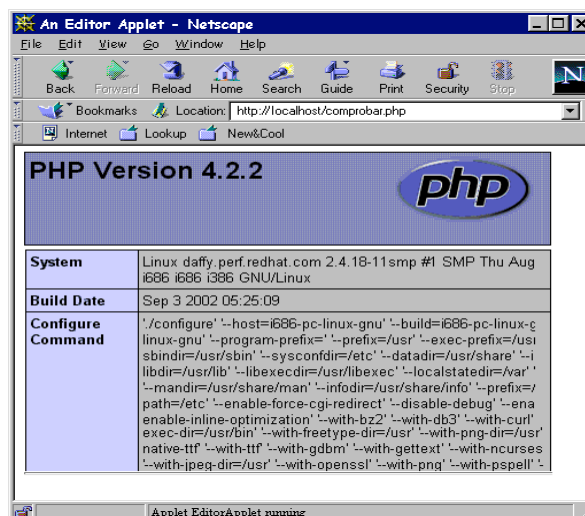 An Editor Applet - Netscape
File Edit View Go Window Help
Back Forward Reload Home Search Guide Print Security Stop
N
Bookmarks Location: http://localhost/comprobar.php
Internet Lookup New&Cool
PHP Version 4.2.2
php
System Linux daffy.perf.redhat.com 2.4.18-11smp #1 SMP Thu Aug
i686 i686 i386 GNU/Linux
Build Date Sep 3 2002 05:25:09
Configure './configure' '--host=i686-pc-linux-gnu' '--build=i686-pc-linux-g
Command linux-gnu' '--program-prefix=' '--prefix=/usr' '--exec-prefix=/usr
sbindir=/usr/sbin' '--sysconfdir=/etc' '--datadir=/usr/share' '--i
libdir=/usr/lib' '--libexecdir=/usr/libexec' '--localstatedir=/var' '
'--mandir=/usr/share/man' '--infodir=/usr/share/info' '--prefix=/
path=/etc' '--enable-force-cgi-redirect' '--disable-debug' '--ena
enable-inline-optimization' '--with-bz2' '--with-db3' '--with-curl'
exec-dir=/usr/bin' '--with-freetype-dir=/usr' '--with-png-dir=/usr'
native-ttf' '--with-ttf' '--with-gdbm' '--with-gettext' '--with-ncurses
'--with-jpeg-dir=/usr' '--with-openssl' '--with-png' '--with-pspell' '-
Applet EditorApplet running